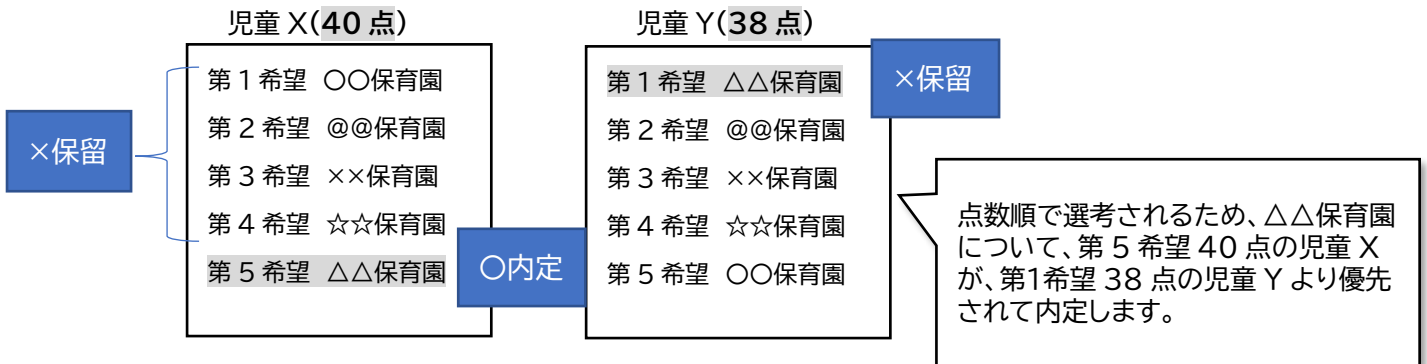 児童 X(40 点)
×保留
第 1 希望 〇〇保育園
第 2 希望 @@保育園
第 3 希望 ××保育園
第 4 希望 ☆☆保育園
第 5 希望 △△保育園
〇内定
児童 Y(38 点)
第 1 希望 △△保育園
第 2 希望 @@保育園
第 3 希望 ××保育園
第 4 希望 ☆☆保育園
第 5 希望 〇〇保育園
×保留
点数順で選考されるため、△△保育園
について、第 5 希望 40 点の児童 X
が、第1希望 38 点の児童 Y より優先
されて内定します。